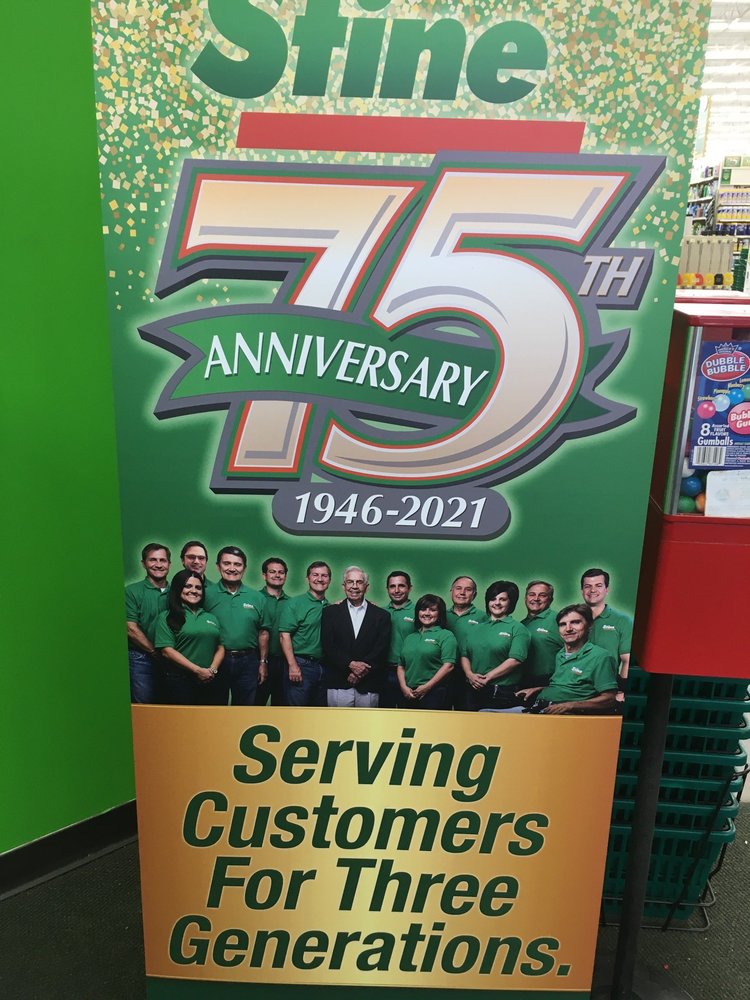 Stine
75TH
ANNIVERSARY
1946-2021
Serving
Customers
For Three
Generations.
DUBBLE
BUBBLE
8
Gumballs